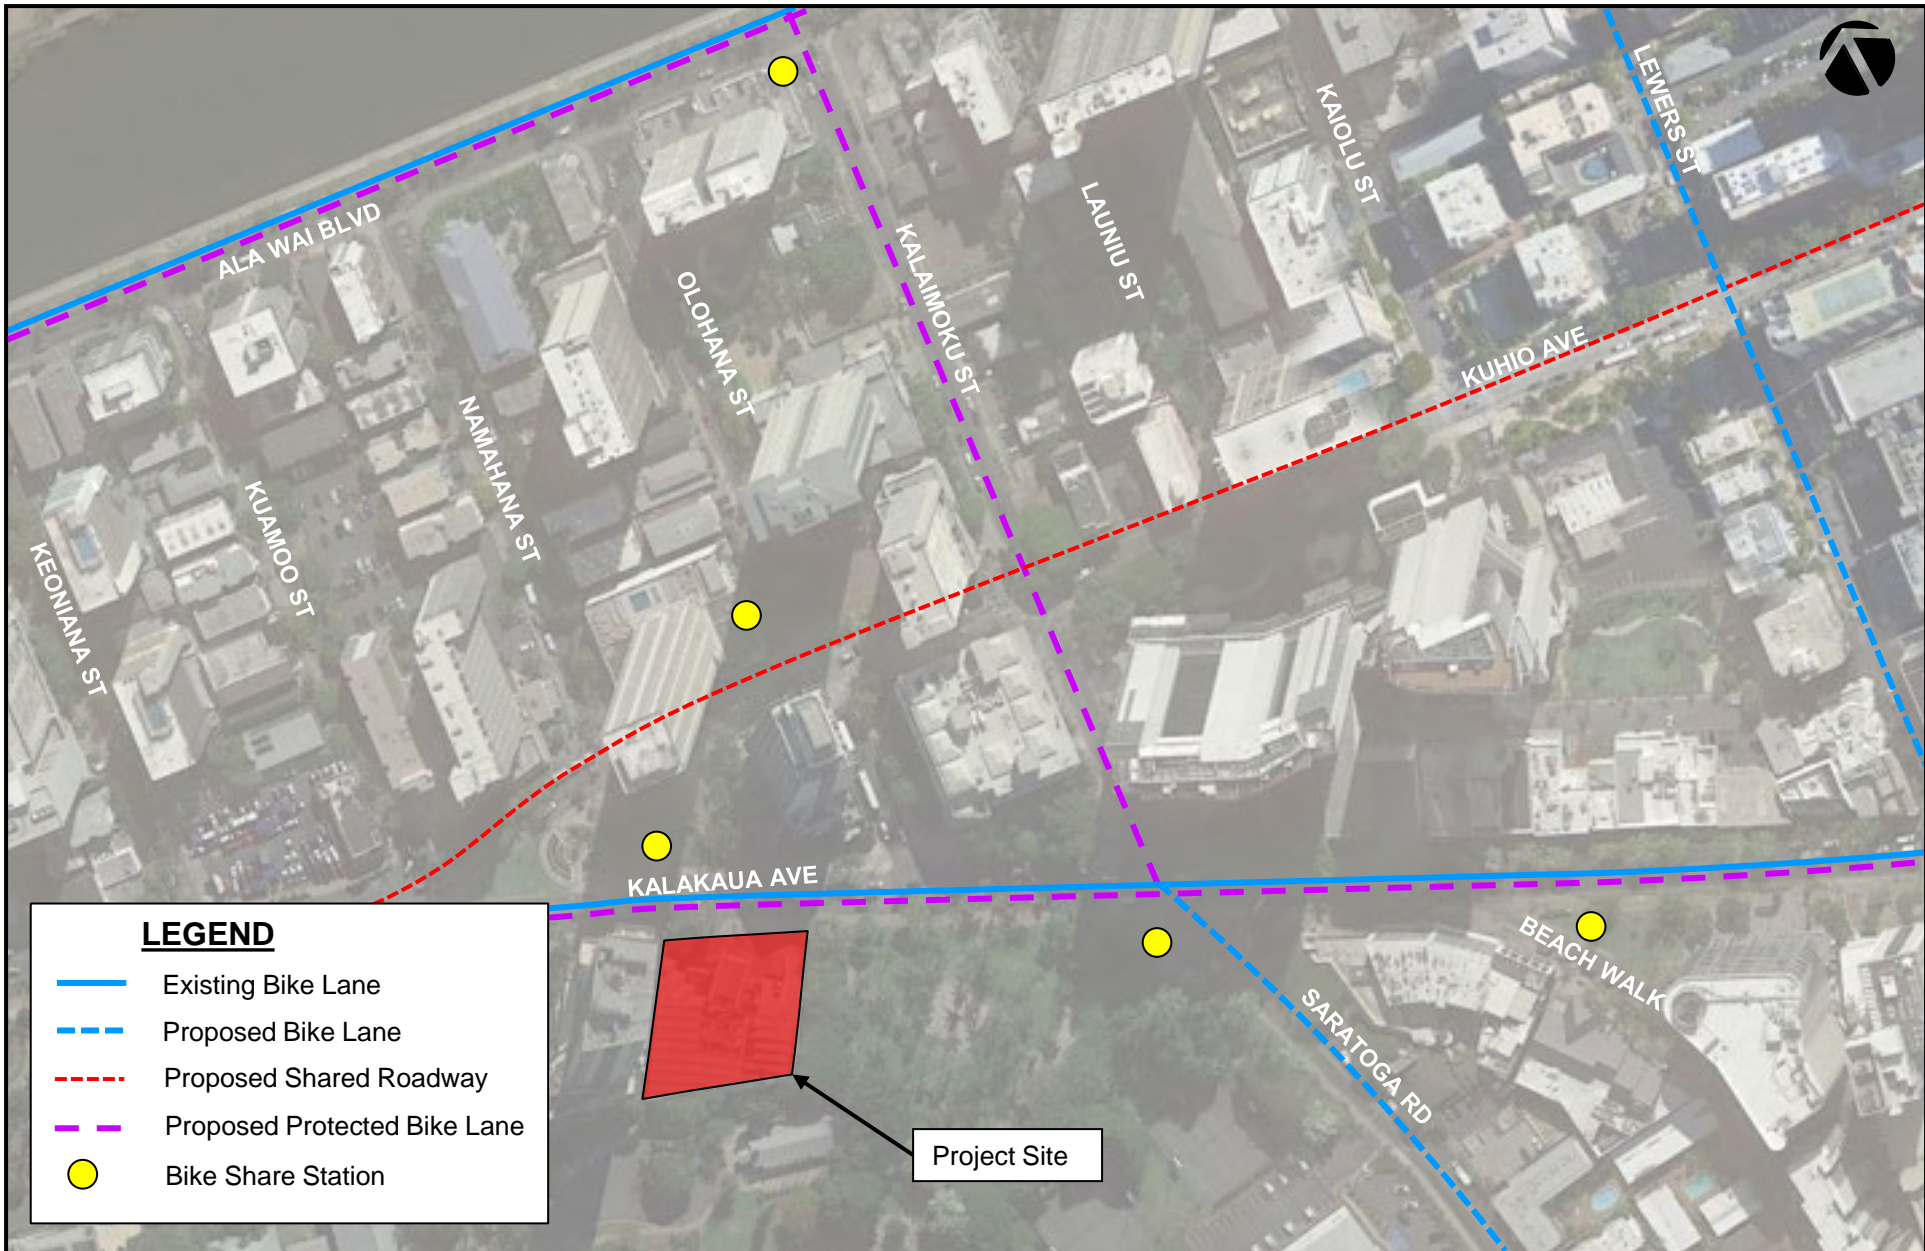 LEWERS ST
KAIOLU ST
LAUNIU ST
ALA WAI BLVD
KALAIMOKU ST
OLOHANA ST
KUHIO AVE
NAMAHANA ST
KUAMOO ST
KEONIANA ST
KALAKAUA AVE
BEACH WALK
SARATOGA RD
Project Site
LEGEND
Existing Bike Lane
Proposed Bike Lane
Proposed Shared Roadway
Proposed Protected Bike Lane
Bike Share Station